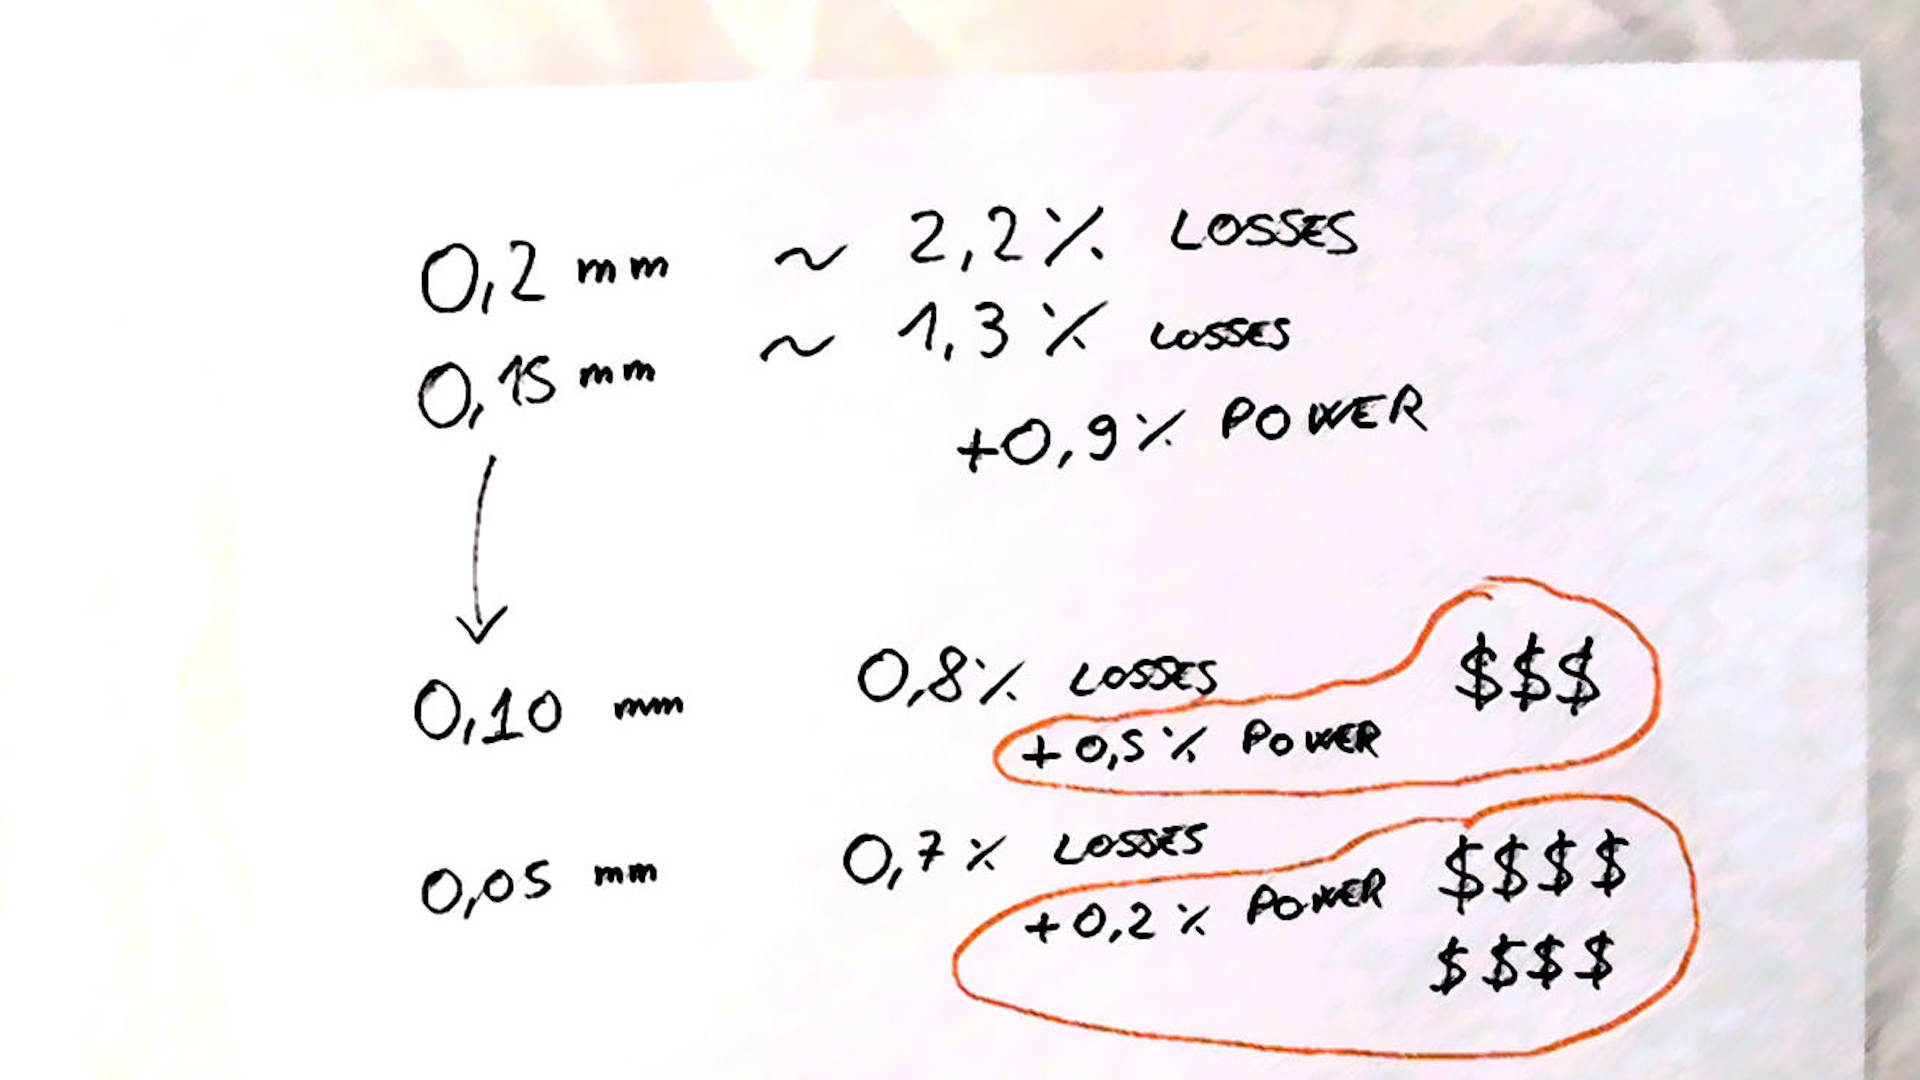 0,2 mm ~ 2,2% LOSSES
0,15 mm ~ 1,3% LOSSES
+0,9% POWER
0,10 mm 0,8% LOSSES $$$
+0,5% POWER
0,05 mm 0,7% LOSSES $$$$
+0,2% POWER
$$$$